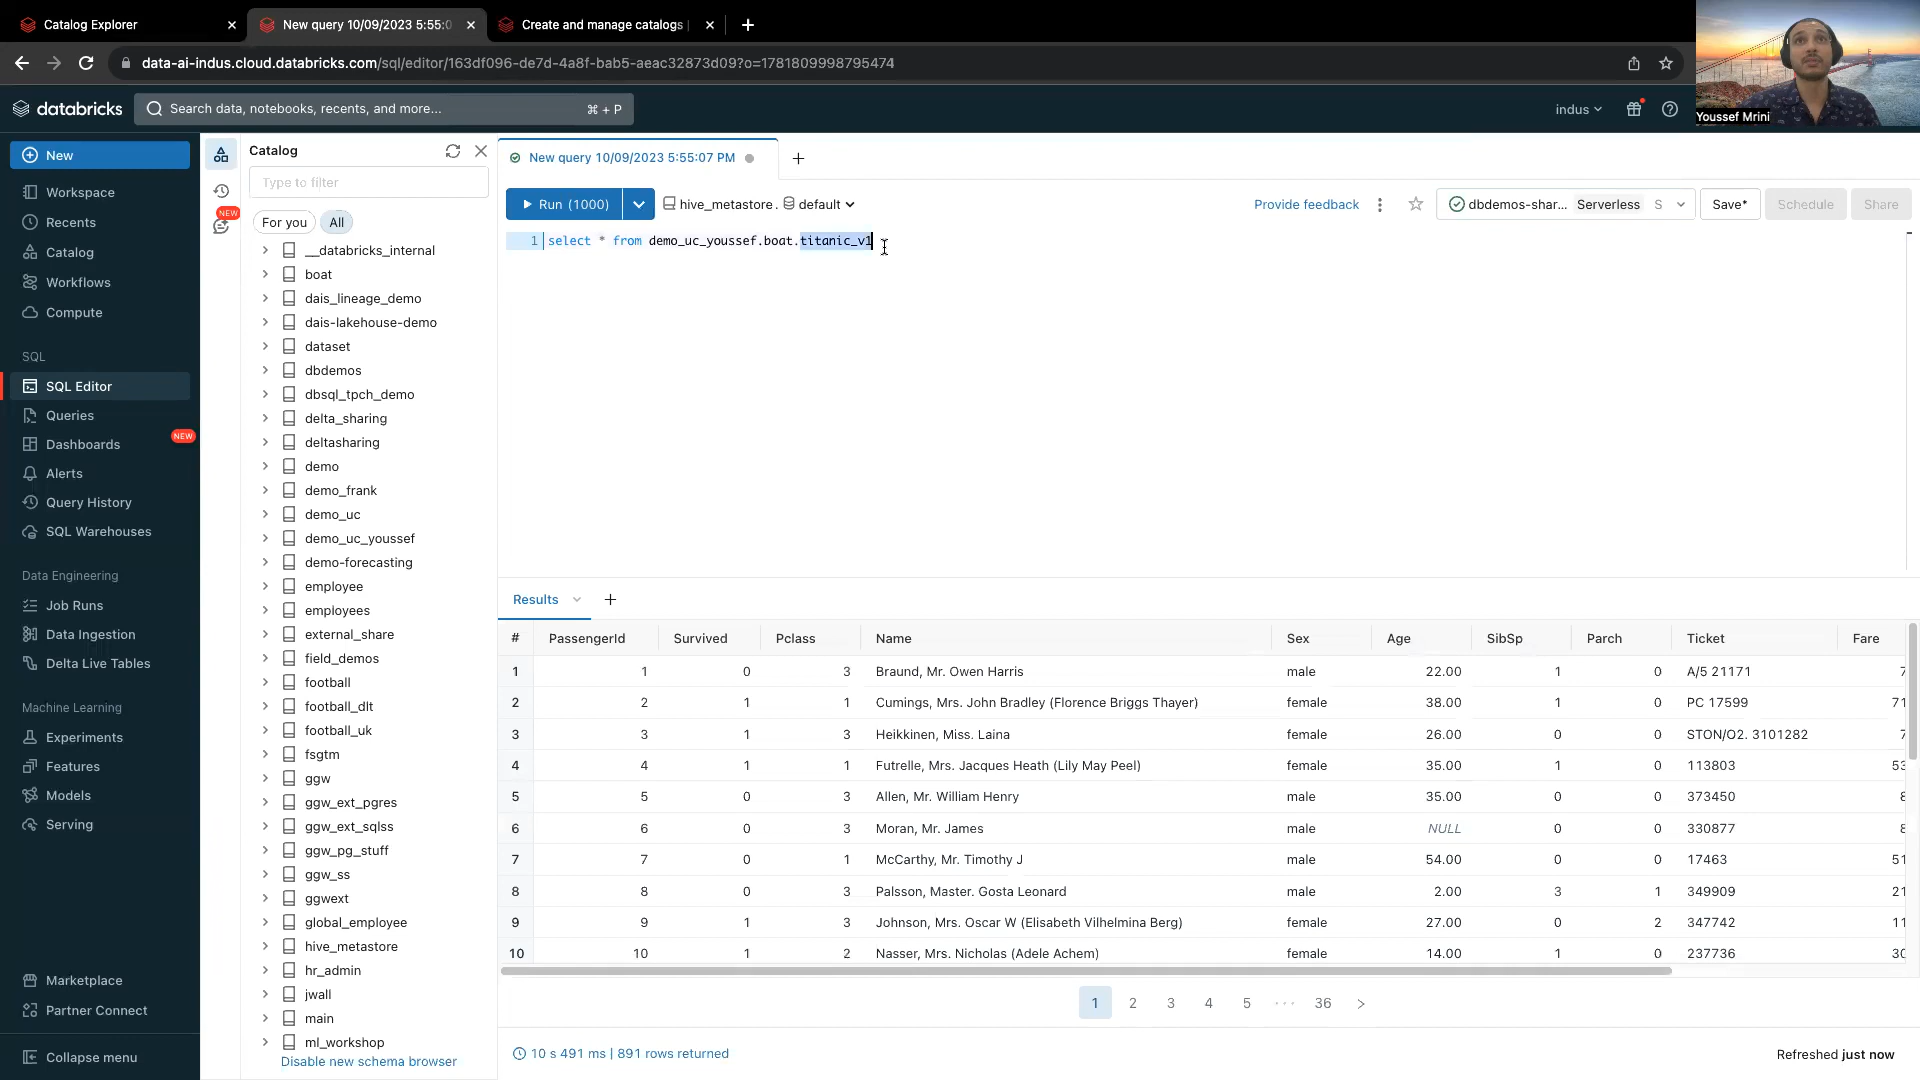 Catalog Explorer
New query 10/09/2023 5:55:0
Create and manage catalogs
data-ai-indus.cloud.databricks.com/sql/editor/163df096-de7d-4a8f-bab5-aeac32873d09?o=1781809998795474
Youssef Mrini
databricks
Search data, notebooks, recents, and more...
⌘ + P
indus
New
Workspace
Recents
Catalog
Workflows
Compute
SQL
SQL Editor
Queries
Dashboards
NEW
Alerts
Query History
SQL Warehouses
Data Engineering
Job Runs
Data Ingestion
Delta Live Tables
Machine Learning
Experiments
Features
Models
Serving
Marketplace
Partner Connect
Collapse menu
NEW
Catalog
Type to filter
For you
All
__databricks_internal
boat
dais_lineage_demo
dais-lakehouse-demo
dataset
dbdemos
dbsql_tpch_demo
delta_sharing
deltasharing
demo
demo_frank
demo_uc
demo_uc_youssef
demo-forecasting
employee
employees
external_share
field_demos
football
football_dlt
football_uk
fsgtm
ggw
ggw_ext_pgres
ggw_ext_sqlss
ggw_pg_stuff
ggw_ss
ggwext
global_employee
hive_metastore
hr_admin
jwall
main
ml_workshop
Disable new schema browser
New query 10/09/2023 5:55:07 PM
Run (1000)
hive_metastore . default
Provide feedback
dbdemos-shar... Serverless S
Save*
Schedule
Share
1 select * from demo_uc_youssef.boat.titanic_v1
Results
# PassengerId Survived Pclass Name Sex Age SibSp Parch Ticket Fare
1 1 0 3 Braund, Mr. Owen Harris male 22.00 1 0 A/5 21171 7
2 2 1 1 Cumings, Mrs. John Bradley (Florence Briggs Thayer) female 38.00 1 0 PC 17599 71
3 3 1 3 Heikkinen, Miss. Laina female 26.00 0 0 STON/O2. 3101282 7
4 4 1 1 Futrelle, Mrs. Jacques Heath (Lily May Peel) female 35.00 1 0 113803 53
5 5 0 3 Allen, Mr. William Henry male 35.00 0 0 373450 8
6 6 0 3 Moran, Mr. James male NULL 0 0 330877 8
7 7 0 1 McCarthy, Mr. Timothy J male 54.00 0 0 17463 51
8 8 0 3 Palsson, Master. Gosta Leonard male 2.00 3 1 349909 21
9 9 1 3 Johnson, Mrs. Oscar W (Elisabeth Vilhelmina Berg) female 27.00 0 2 347742 11
10 10 1 2 Nasser, Mrs. Nicholas (Adele Achem) female 14.00 1 0 237736 30
1 2 3 4 5 ··· 36
10 s 491 ms | 891 rows returned
Refreshed just now